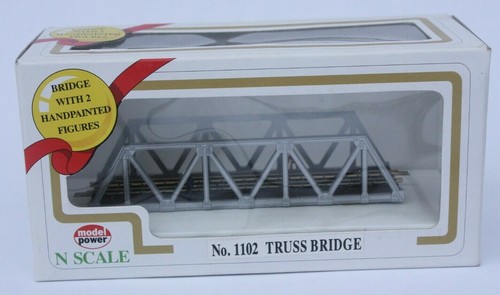 BRIDGE
WITH 2
HANDPAINTED
FIGURES
model
power
N SCALE
No. 1102 TRUSS BRIDGE